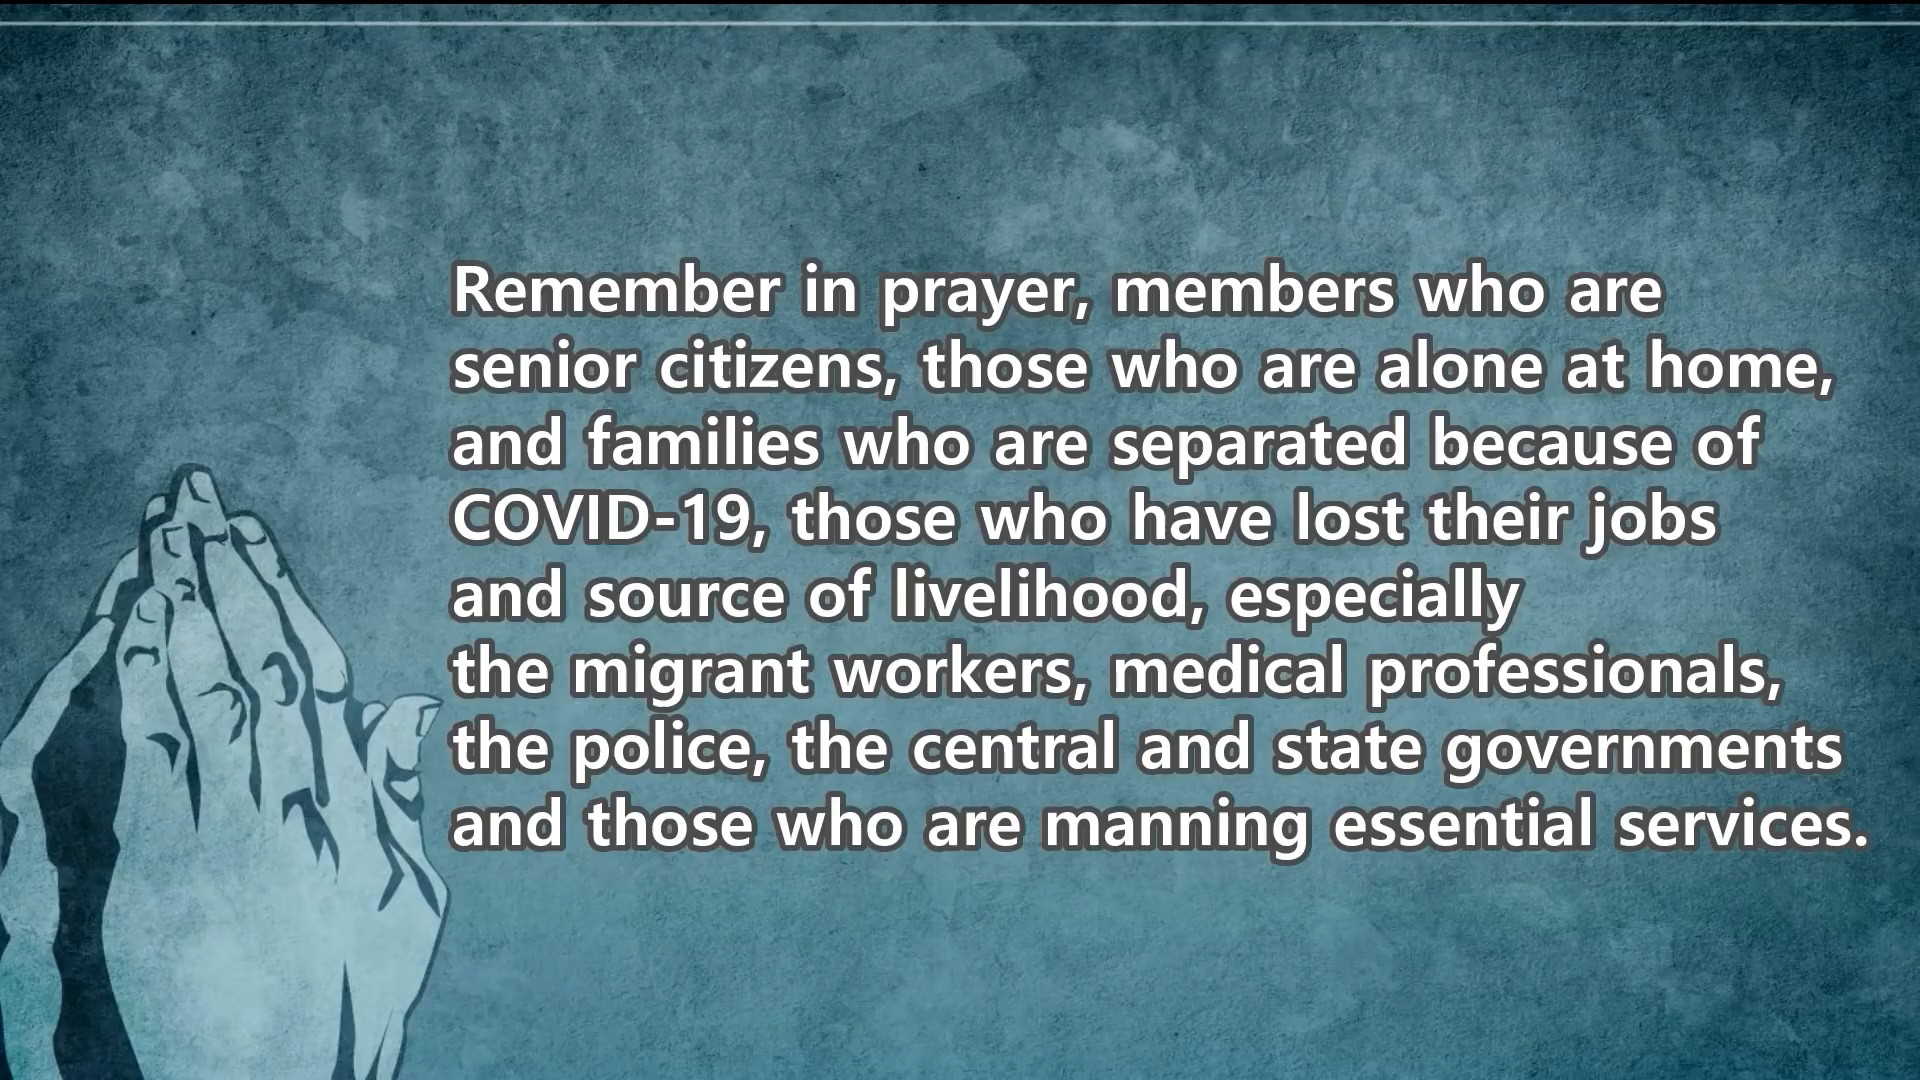 Remember in prayer, members who are
senior citizens, those who are alone at home,
and families who are separated because of
COVID-19, those who have lost their jobs
and source of livelihood, especially
the migrant workers, medical professionals,
the police, the central and state governments
and those who are manning essential services.